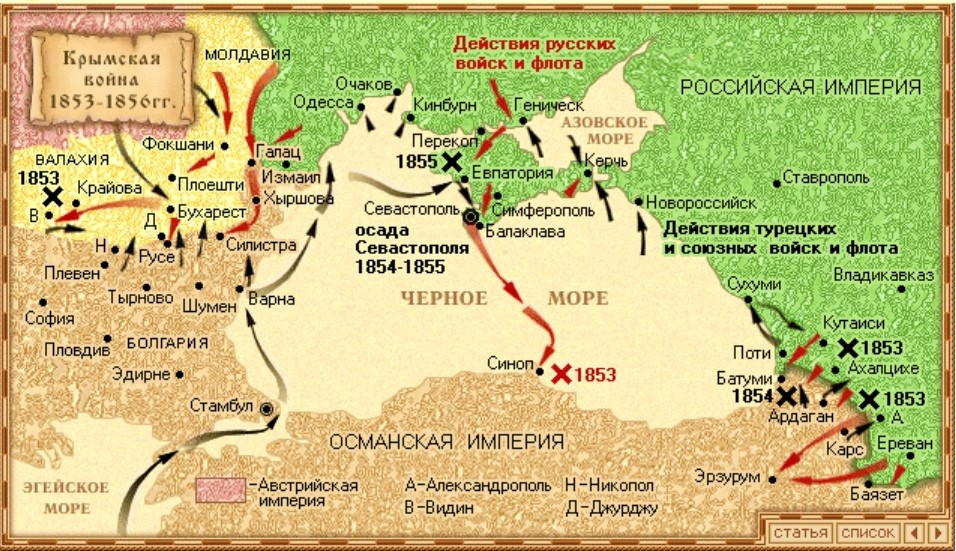 Крымская
война
1853-1856гг.
МОЛДАВИЯ
Действия русских
войск и флота
РОССИЙСКАЯ ИМПЕРИЯ
Очаков
Одесса
Кинбурн
Геническ
АЗОВСКОЕ
МОРЕ
Перекоп
Фокшани
Галац
1855
Керчь
ВАЛАХИЯ
1853
Измаил
Евпатория
Ставрополь
Крайова
Плоешти
Хыршова
В
Бухарест
Севастополь
Симферополь
Новороссийск
Д
Балаклава
осада
Севастополя
1854-1855
Действия турецких
и союзных войск и флота
Н
Русе
Силистра
Плевен
Владикавказ
Тырново
Шумен
Варна
ЧЕРНОЕ МОРЕ
Сухуми
София
Кутаиси
Пловдив
БОЛГАРИЯ
Поти
1853
Синоп
1853
Ахалцихе
Эдирне
Батуми
1854
1853
Стамбул
Ардаган
А
ОСМАНСКАЯ ИМПЕРИЯ
Карс
Ереван
Эрзурум
Баязет
ЭГЕЙСКОЕ
МОРЕ
-Австрийская
империя
А-Александрополь
В-Видин
Н-Никопол
Д-Джурджу
статья
список